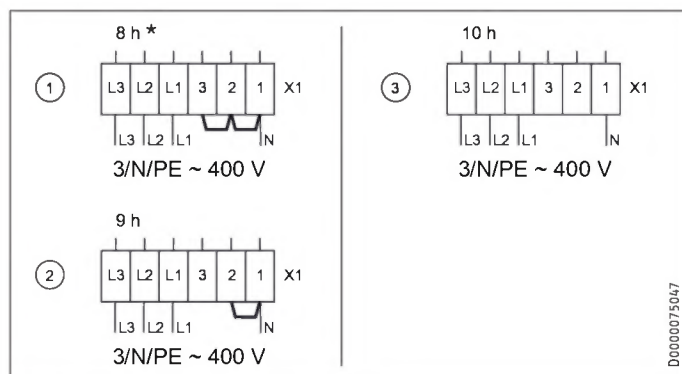 8 h *
1
L3 L2 L1 3 2 1 X1
L3 L2 L1 N
3/N/PE ~ 400 V
9 h
2
L3 L2 L1 3 2 1 X1
L3 L2 L1 N
3/N/PE ~ 400 V
10 h
3
L3 L2 L1 3 2 1 X1
L3 L2 L1 N
3/N/PE ~ 400 V
D0000075047